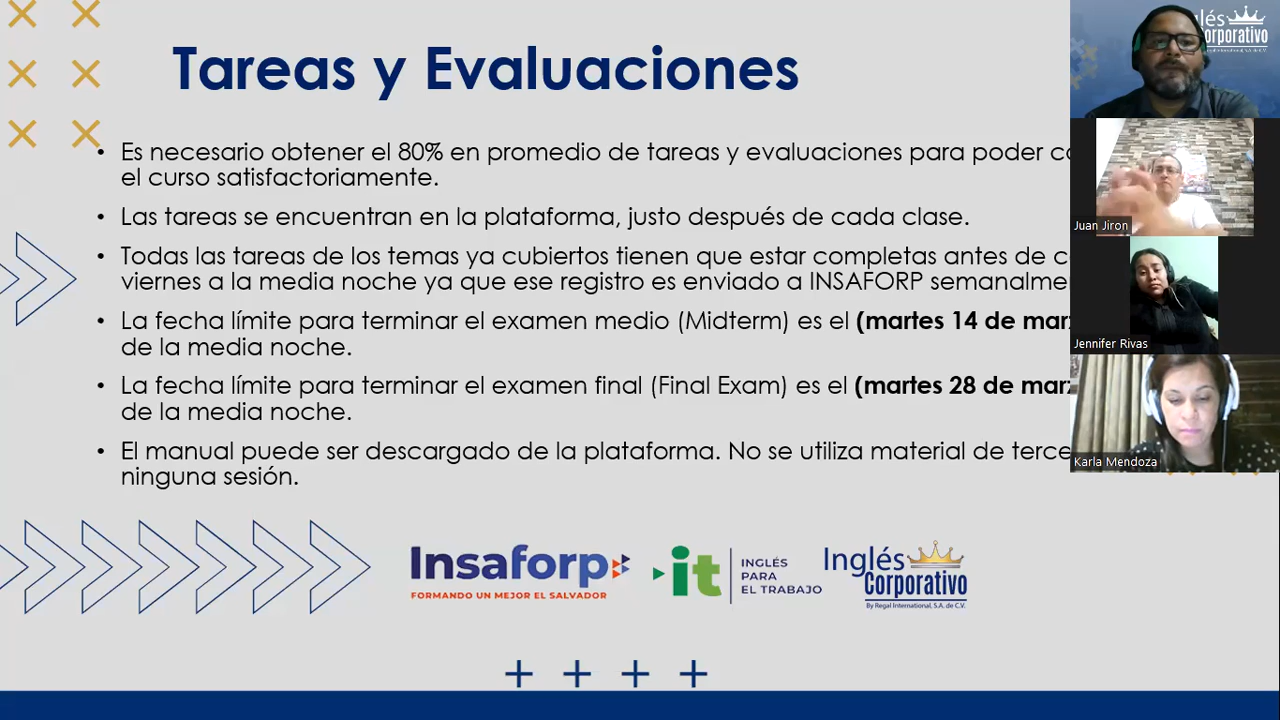 Tareas y Evaluaciones
• Es necesario obtener el 80% en promedio de tareas y evaluaciones para poder
el curso satisfactoriamente.
• Las tareas se encuentran en la plataforma, justo después de cada clase.
• Todas las tareas de los temas ya cubiertos tienen que estar completas antes de
viernes a la media noche ya que ese registro es enviado a INSAFORP
• La fecha límite para terminar el examen medio (Midterm) es el (martes 14 de
de la media noche.
• La fecha límite para terminar el examen final (Final Exam) es el (martes 28 de
de la media noche.
• El manual puede ser descargado de la plataforma. No se utiliza material de
ninguna sesión.
Juan Jiron
Jennifer Rivas
Karla Mendoza
Insaforp
FORMANDO UN MEJOR EL SALVADOR
it
INGLÉS
PARA
EL TRABAJO
Inglés
Corporativo
By Regal International, S.A. de C.V.